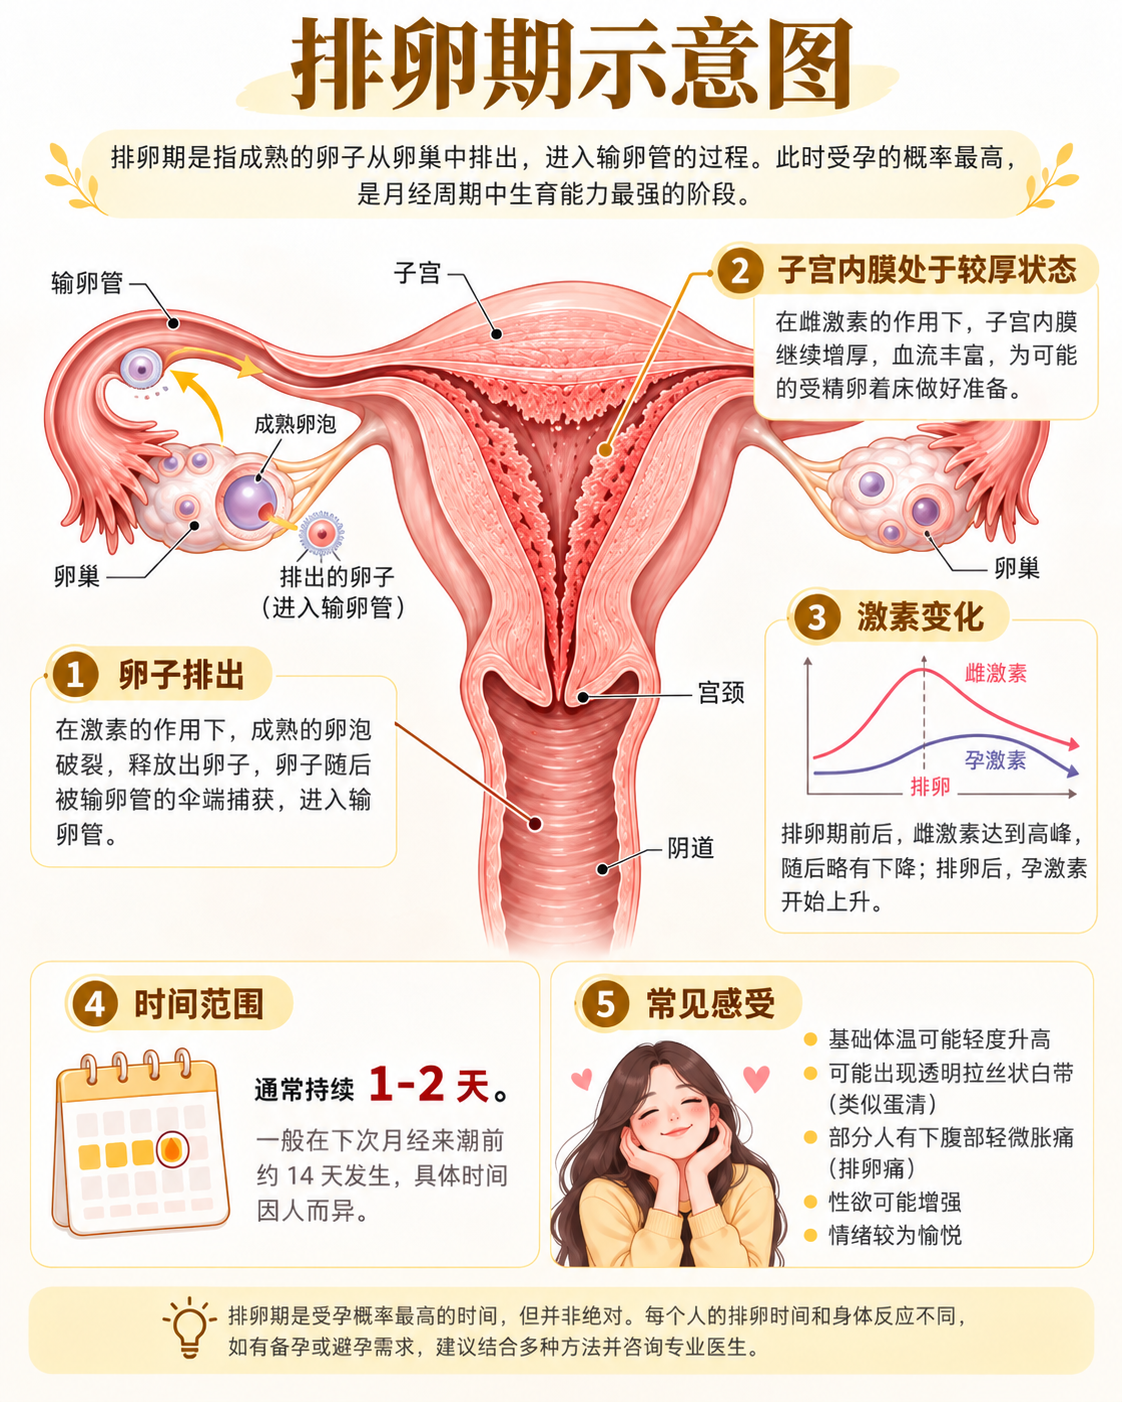 排卵期示意图
排卵期是指成熟的卵子从卵巢中排出，进入输卵管的过程。此时受孕的概率最高，
是月经周期中生育能力最强的阶段。
输卵管
子宫
成熟卵泡
卵巢
排出的卵子
（进入输卵管）
2 子宫内膜处于较厚状态
在雌激素的作用下，子宫内膜
继续增厚，血流丰富，为可能
的受精卵着床做好准备。
卵巢
1 卵子排出
在激素的作用下，成熟的卵泡
破裂，释放出卵子，卵子随后
被输卵管的伞端捕获，进入输
卵管。
宫颈
阴道
3 激素变化
雌激素
孕激素
排卵
排卵期前后，雌激素达到高峰，
随后略有下降；排卵后，孕激素
开始上升。
4 时间范围
通常持续 1-2 天。
一般在下次月经来潮前
约 14 天发生，具体时间
因人而异。
5 常见感受
基础体温可能轻度升高
可能出现透明拉丝状白带
（类似蛋清）
部分人有下腹部轻微胀痛
（排卵痛）
性欲可能增强
情绪较为愉悦
排卵期是受孕概率最高的时间，但并非绝对。每个人的排卵时间和身体反应不同，
如有备孕或避孕需求，建议结合多种方法并咨询专业医生。